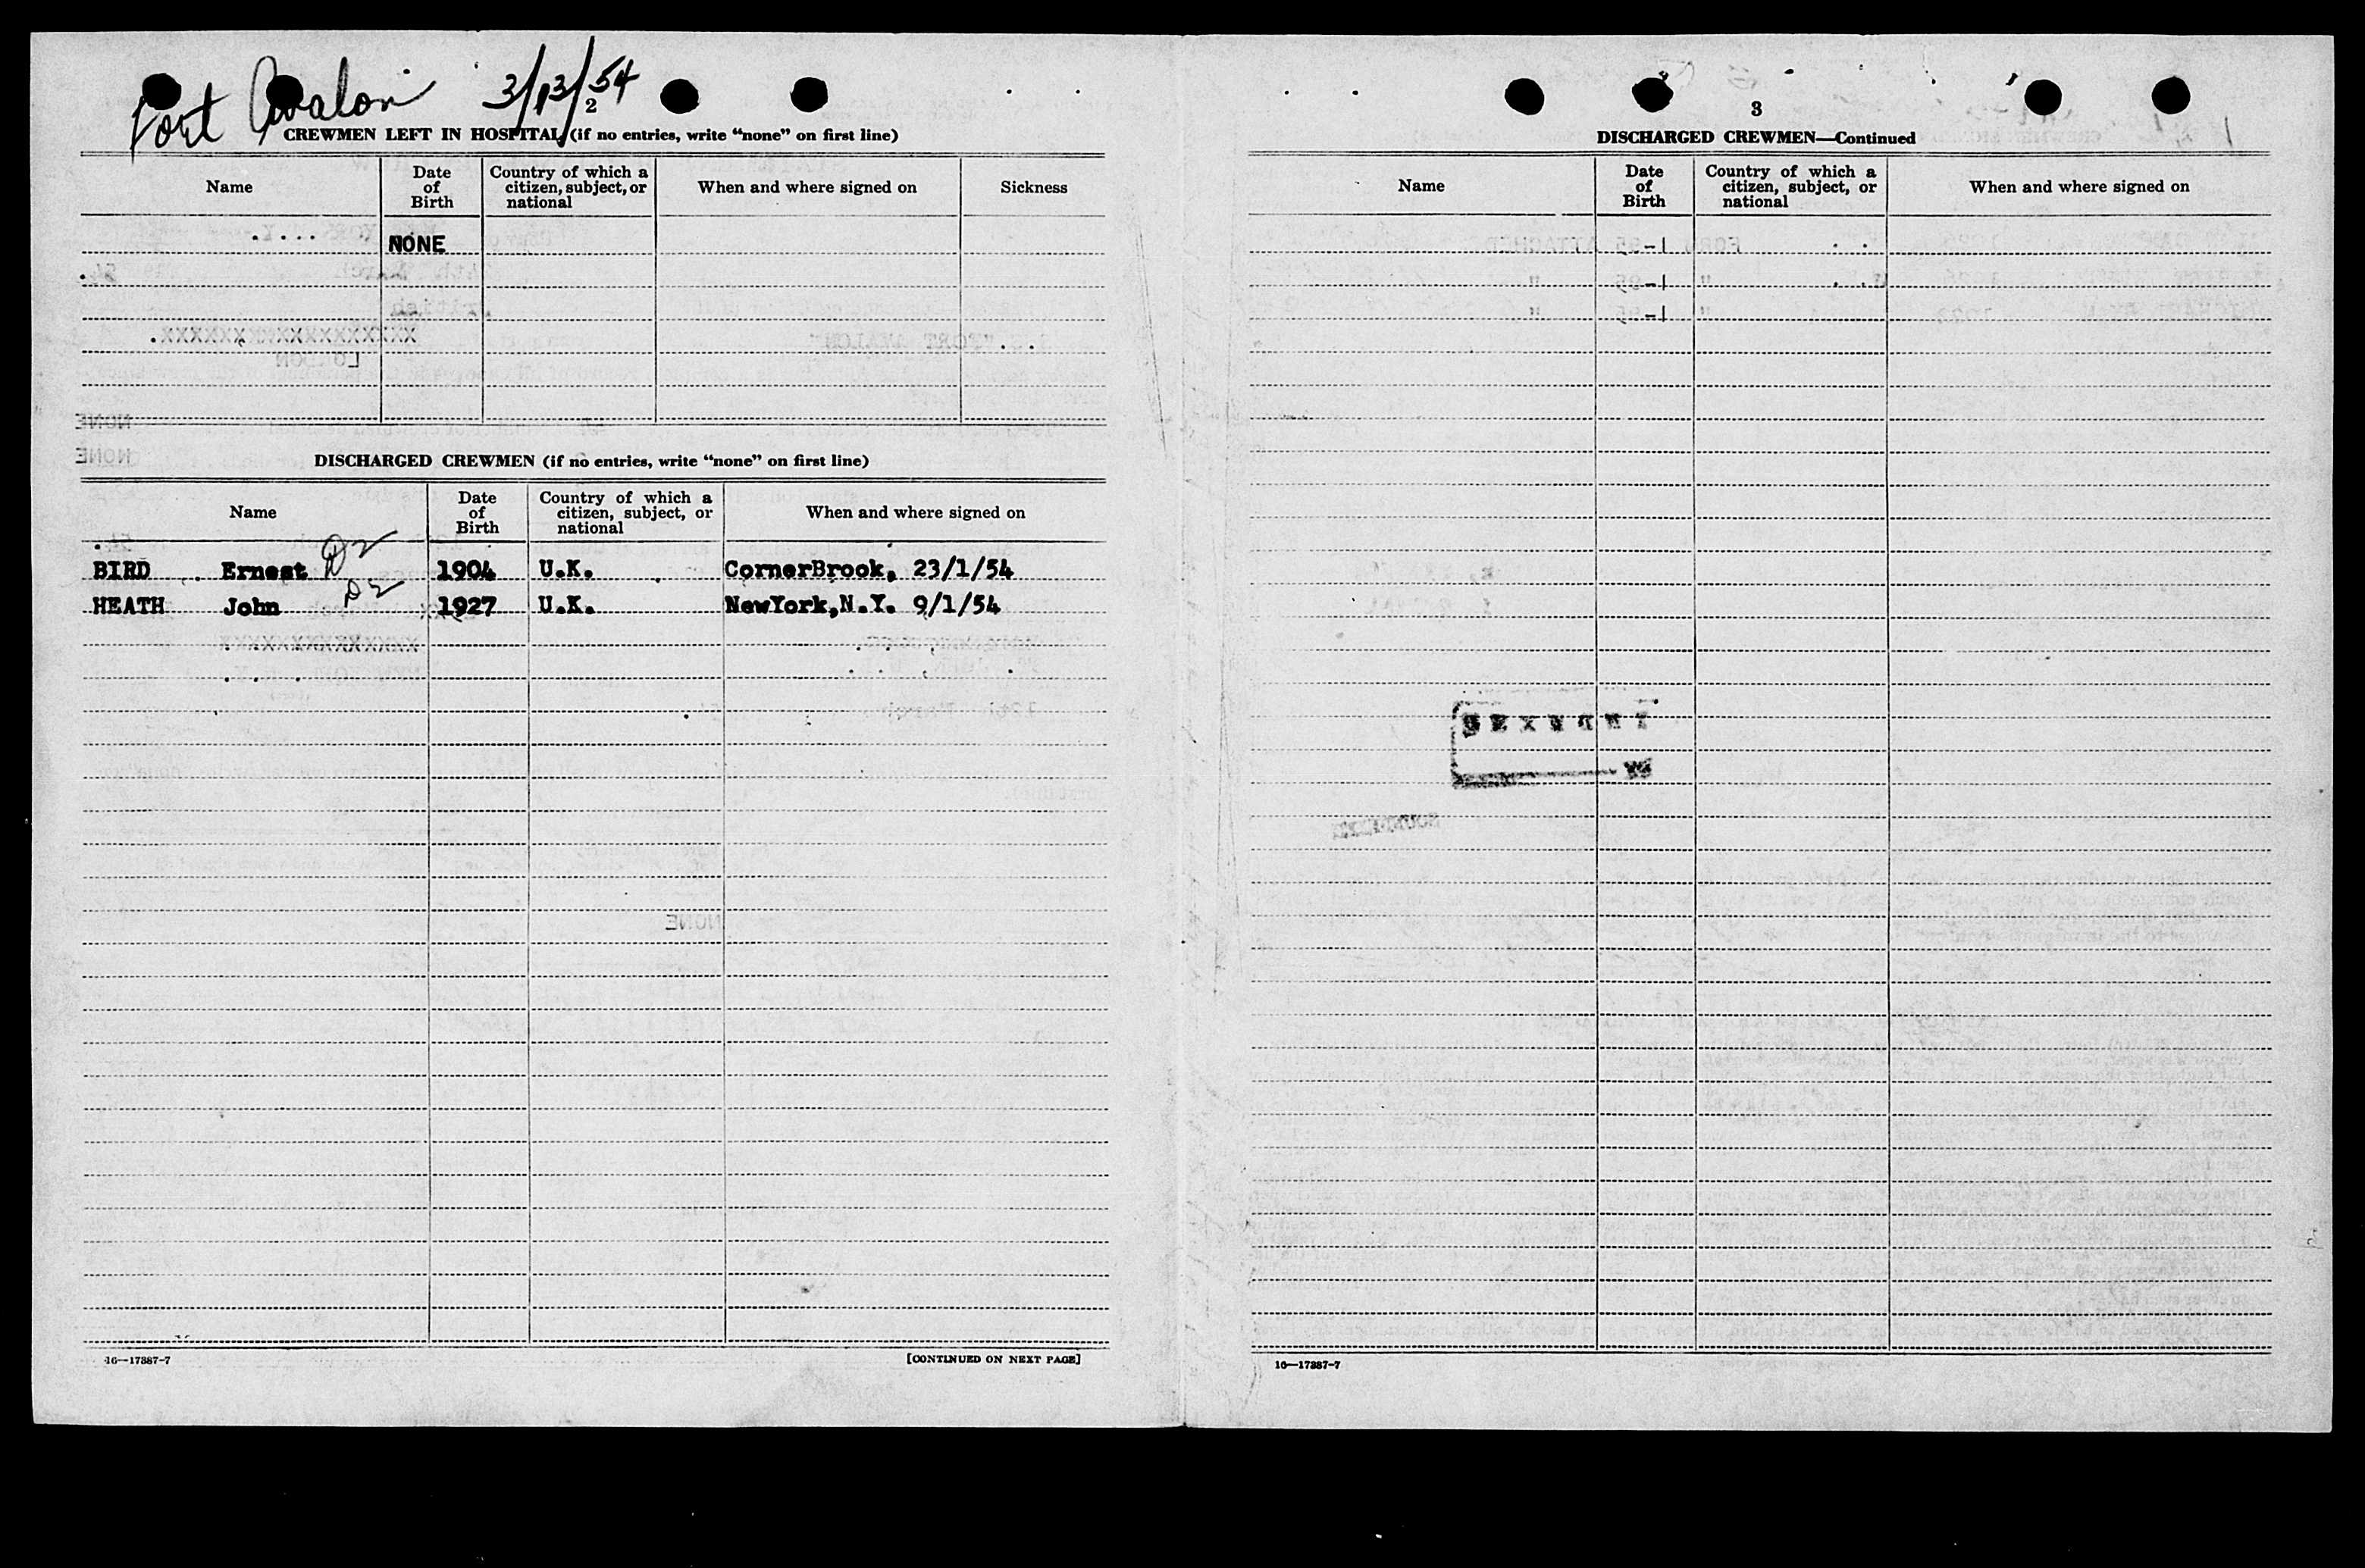 Fort Avalon 3/13/54
2
CREWMEN LEFT IN HOSPITAL (if no entries, write "none" on first line)
Name Date of Birth Country of which a citizen, subject, or national When and where signed on Sickness
NONE
DISCHARGED CREWMEN (if no entries, write "none" on first line)
Name Date of Birth Country of which a citizen, subject, or national When and where signed on
BIRD Ernest D2 1904 U.K. CornerBrook, 23/1/54
HEATH John D2 1927 U.K. NewYork,N.Y. 9/1/54
16—17387-7 [CONTINUED ON NEXT PAGE]
3
DISCHARGED CREWMEN—Continued
Name Date of Birth Country of which a citizen, subject, or national When and where signed on
16—17387-7